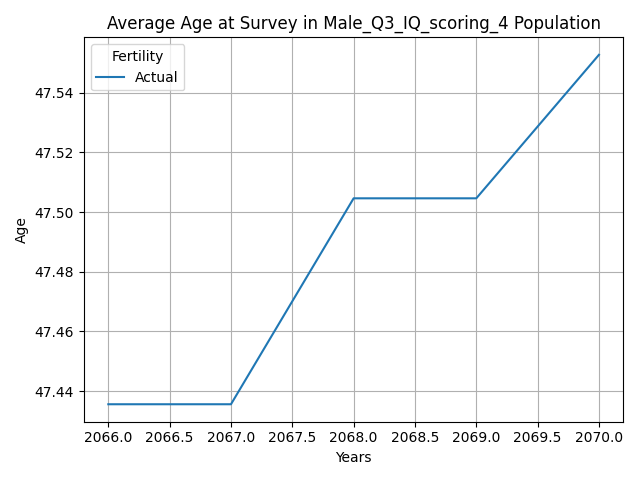 Average Age at Survey in Male_Q3_IQ_scoring_4 Population
Fertility
Actual
47.54
47.52
47.50
47.48
47.46
47.44
Age
2066.0 2066.5 2067.0 2067.5 2068.0 2068.5 2069.0 2069.5 2070.0
Years